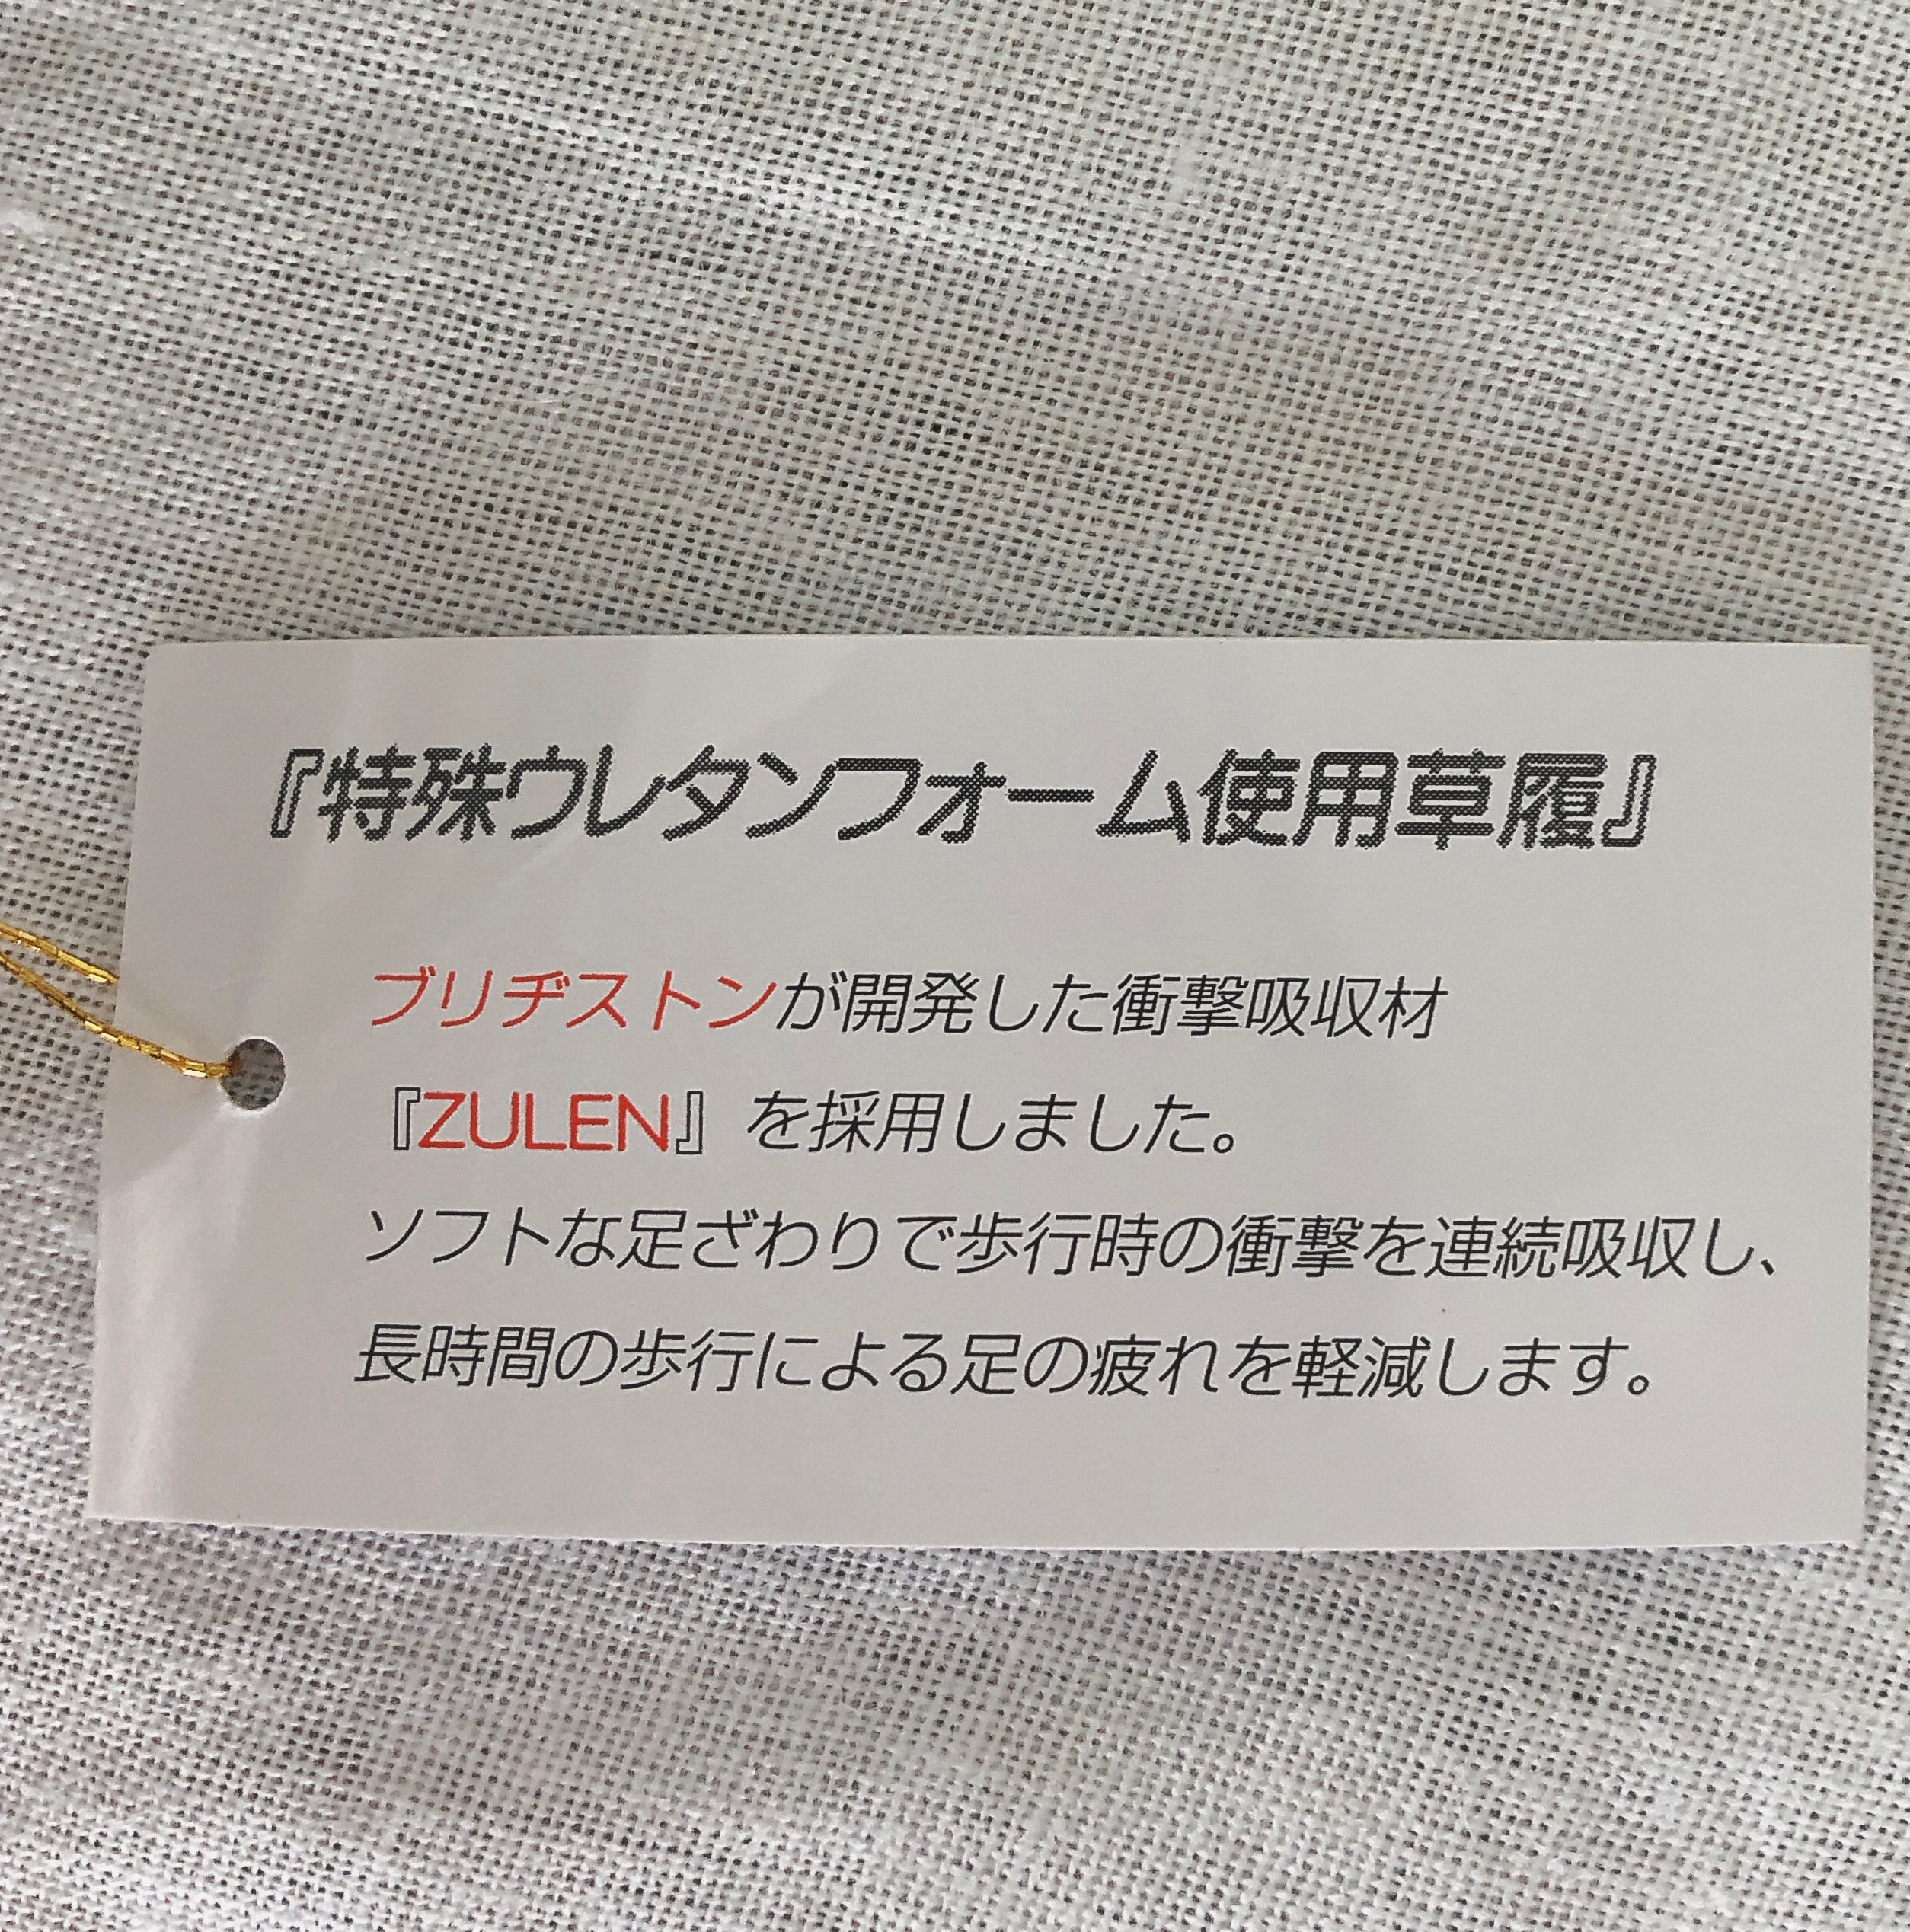 『特殊ウレタンフォーム使用草履』
ブリヂストンが開発した衝撃吸収材
『ZULEN』を採用しました。
ソフトな足ざわりで歩行時の衝撃を連続吸収し、
長時間の歩行による足の疲れを軽減します。